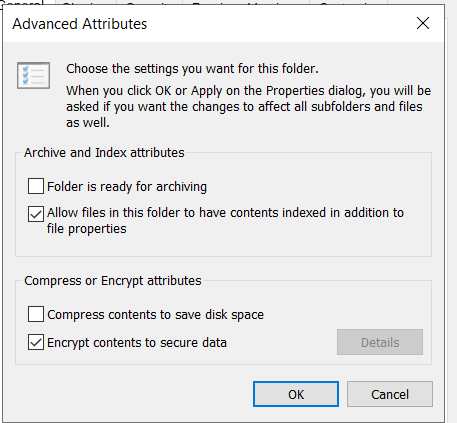 General
Advanced Attributes
Choose the settings you want for this folder.
When you click OK or Apply on the Properties dialog, you will be
asked if you want the changes to affect all subfolders and files
as well.
Archive and Index attributes
Folder is ready for archiving
Allow files in this folder to have contents indexed in addition to
file properties
Compress or Encrypt attributes
Compress contents to save disk space
Encrypt contents to secure data
Details
OK
Cancel